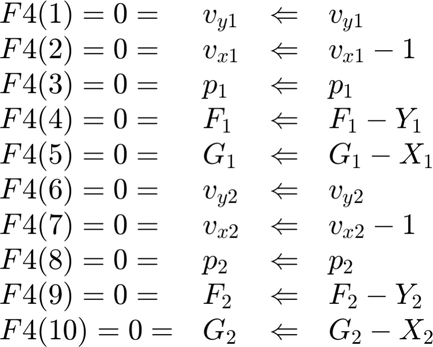 F4(1) = 0 = v_{y1} ⇐ v_{y1}
F4(2) = 0 = v_{x1} ⇐ v_{x1} − 1
F4(3) = 0 = p_1 ⇐ p_1
F4(4) = 0 = F_1 ⇐ F_1 − Y_1
F4(5) = 0 = G_1 ⇐ G_1 − X_1
F4(6) = 0 = v_{y2} ⇐ v_{y2}
F4(7) = 0 = v_{x2} ⇐ v_{x2} − 1
F4(8) = 0 = p_2 ⇐ p_2
F4(9) = 0 = F_2 ⇐ F_2 − Y_2
F4(10) = 0 = G_2 ⇐ G_2 − X_2